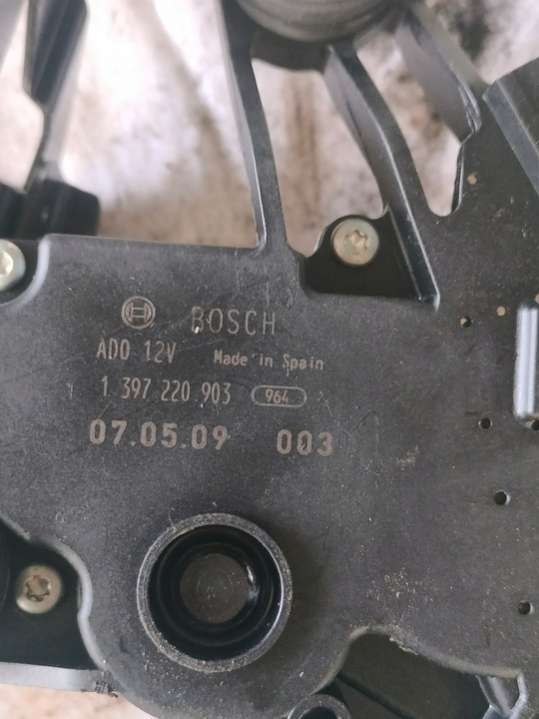 BOSCH
ADO 12V Made in Spain
1 397 220 903 964
07.05.09 003